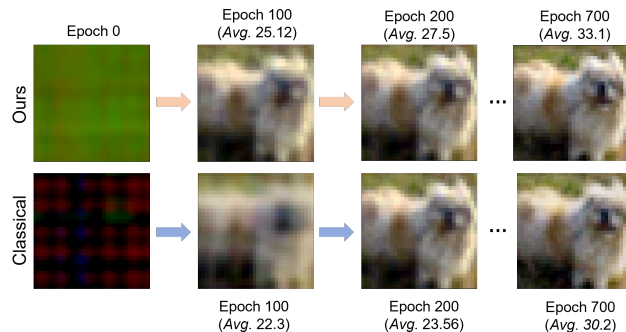 Epoch 0
Epoch 100
(Avg. 25.12)
Epoch 200
(Avg. 27.5)
Epoch 700
(Avg. 33.1)
Ours
...
Classical
...
Epoch 100
(Avg. 22.3)
Epoch 200
(Avg. 23.56)
Epoch 700
(Avg. 30.2)